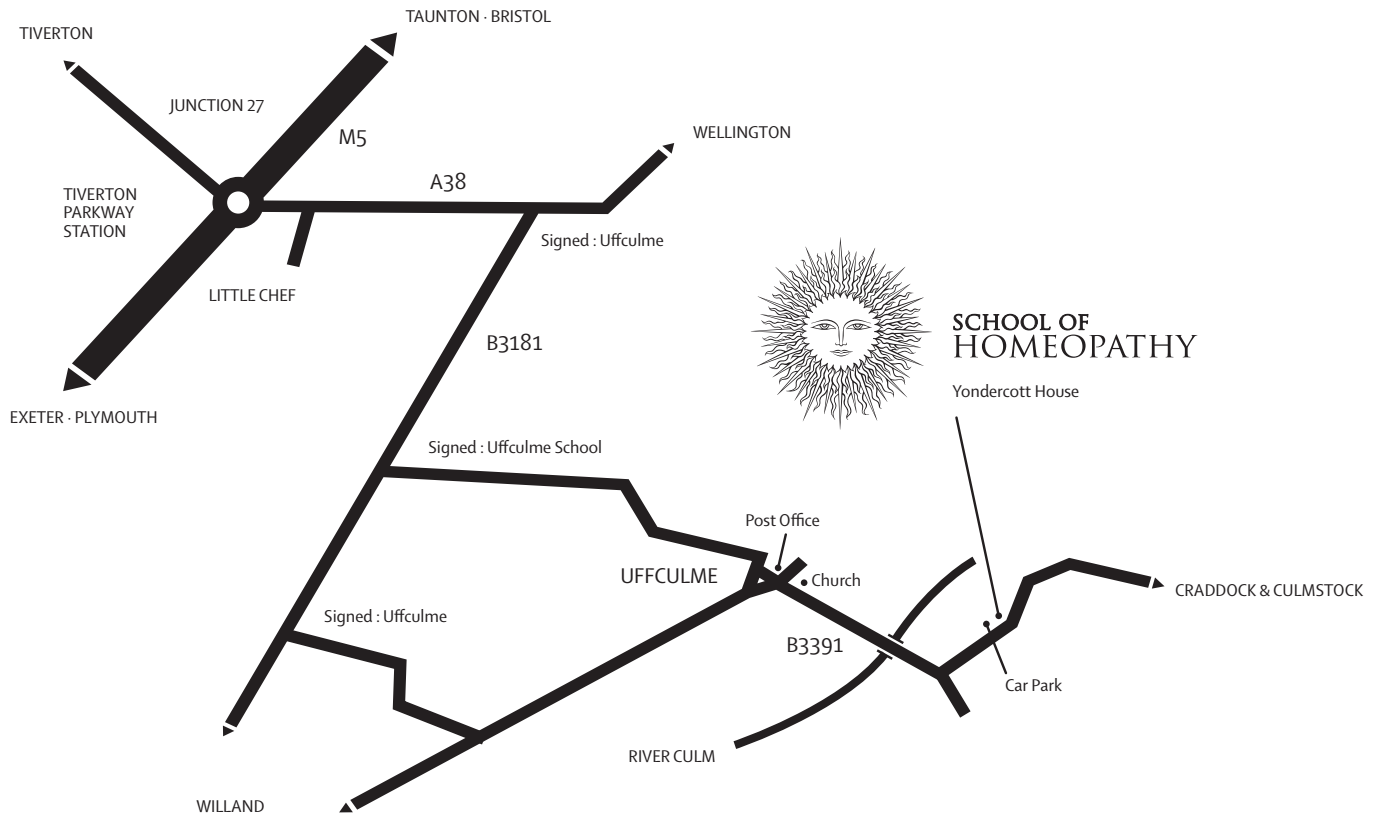 TAUNTON · BRISTOL
TIVERTON
JUNCTION 27
M5
WELLINGTON
A38
TIVERTON
PARKWAY
STATION
Signed : Uffculme
LITTLE CHEF
SCHOOL OF
HOMEOPATHY
B3181
Yondercott House
EXETER · PLYMOUTH
Signed : Uffculme School
Post Office
UFFCULME
Church
CRADDOCK & CULMSTOCK
Signed : Uffculme
B3391
Car Park
RIVER CULM
WILLAND